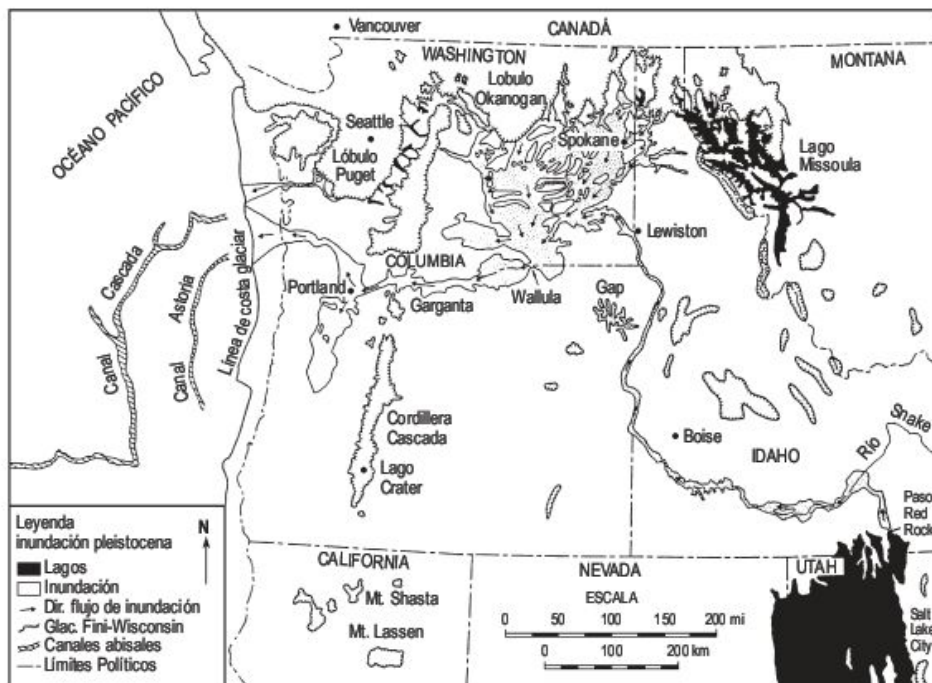 Vancouver
CANADÁ
WASHINGTON
MONTANA
OCÉANO PACÍFICO
Lobulo
Okanogan
Seattle
Spokane
Lago
Missoula
Lóbulo
Puget
Lewiston
Canal Cascada
Canal Astoria
Línea de costa glaciar
COLUMBIA
Portland
Garganta
Wallula
Gap
Cordillera
Cascada
Boise
IDAHO
Río Snake
Lago
Crater
Paso
Red
Rock
Leyenda
inundación pleistocena
N
Lagos
Inundación
Dir. flujo de inundación
Glac. Fini-Wisconsin
Canales abisales
Límites Políticos
CALIFORNIA
Mt. Shasta
Mt. Lassen
NEVADA
UTAH
ESCALA
0 50 100 150 200 mi
0 100 200 km
Salt
Lake
City